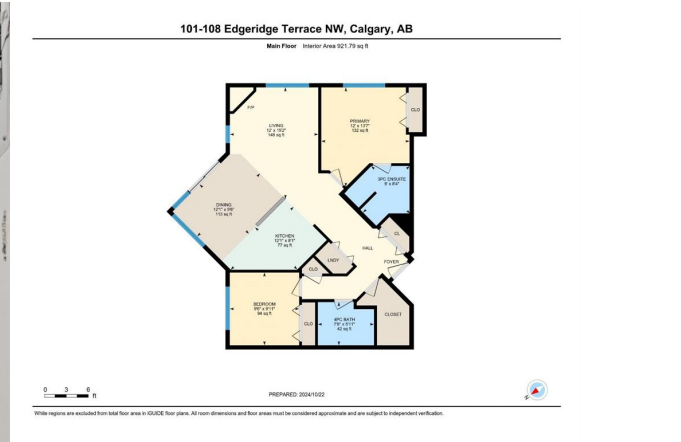 101-108 Edgeridge Terrace NW, Calgary, AB
Main Floor Interior Area 921.79 sq ft
F/P
LIVING
12' x 15'2"
148 sq ft
PRIMARY
12' x 13'7"
132 sq ft
CLO
3PC ENSUITE
9' x 8'4"
DINING
12'1" x 9'6"
113 sq ft
KITCHEN
12'1" x 8'1"
77 sq ft
HALL
CL
FOYER
LNDY
CLO
BEDROOM
9'6" x 9'11"
94 sq ft
CLO
4PC BATH
7'8" x 5'11"
42 sq ft
CLOSET
0 3 6
ft
PREPARED: 2024/10/22
N
White regions are excluded from total floor area in iGUIDE floor plans. All room dimensions and floor areas must be considered approximate and are subject to independent verification.